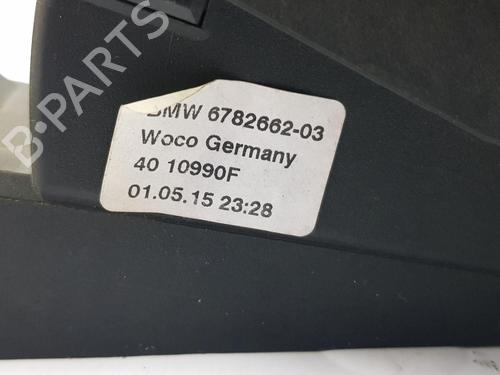 BMW 6782662-03
Woco Germany
40 10990F
01.05.15 23:28
B-PARTS